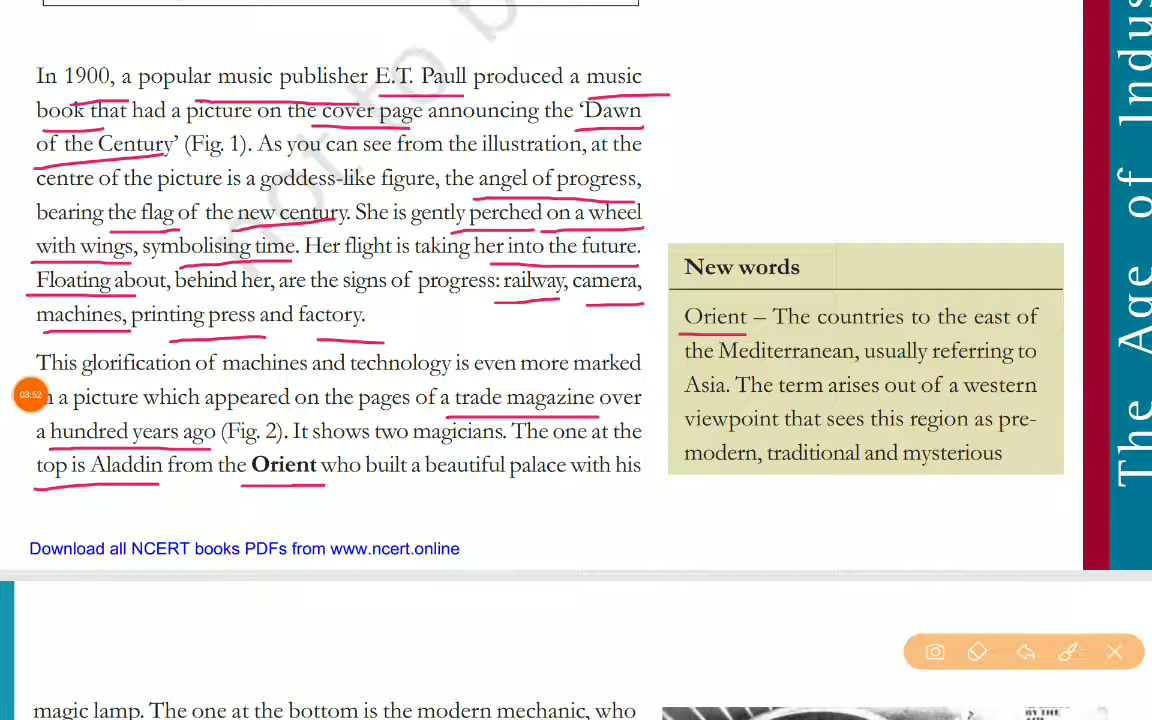 In 1900, a popular music publisher E.T. Paull produced a music
book that had a picture on the cover page announcing the ‘Dawn
of the Century’ (Fig. 1). As you can see from the illustration, at the
centre of the picture is a goddess-like figure, the angel of progress,
bearing the flag of the new century. She is gently perched on a wheel
with wings, symbolising time. Her flight is taking her into the future.
Floating about, behind her, are the signs of progress: railway, camera,
machines, printing press and factory.
This glorification of machines and technology is even more marked
a picture which appeared on the pages of a trade magazine over
a hundred years ago (Fig. 2). It shows two magicians. The one at the
top is Aladdin from the Orient who built a beautiful palace with his
03:52
New words
Orient – The countries to the east of
the Mediterranean, usually referring to
Asia. The term arises out of a western
viewpoint that sees this region as pre-
modern, traditional and mysterious
The Age of Indus
not to b
Download all NCERT books PDFs from www.ncert.online
magic lamp. The one at the bottom is the modern mechanic, who
BY THE